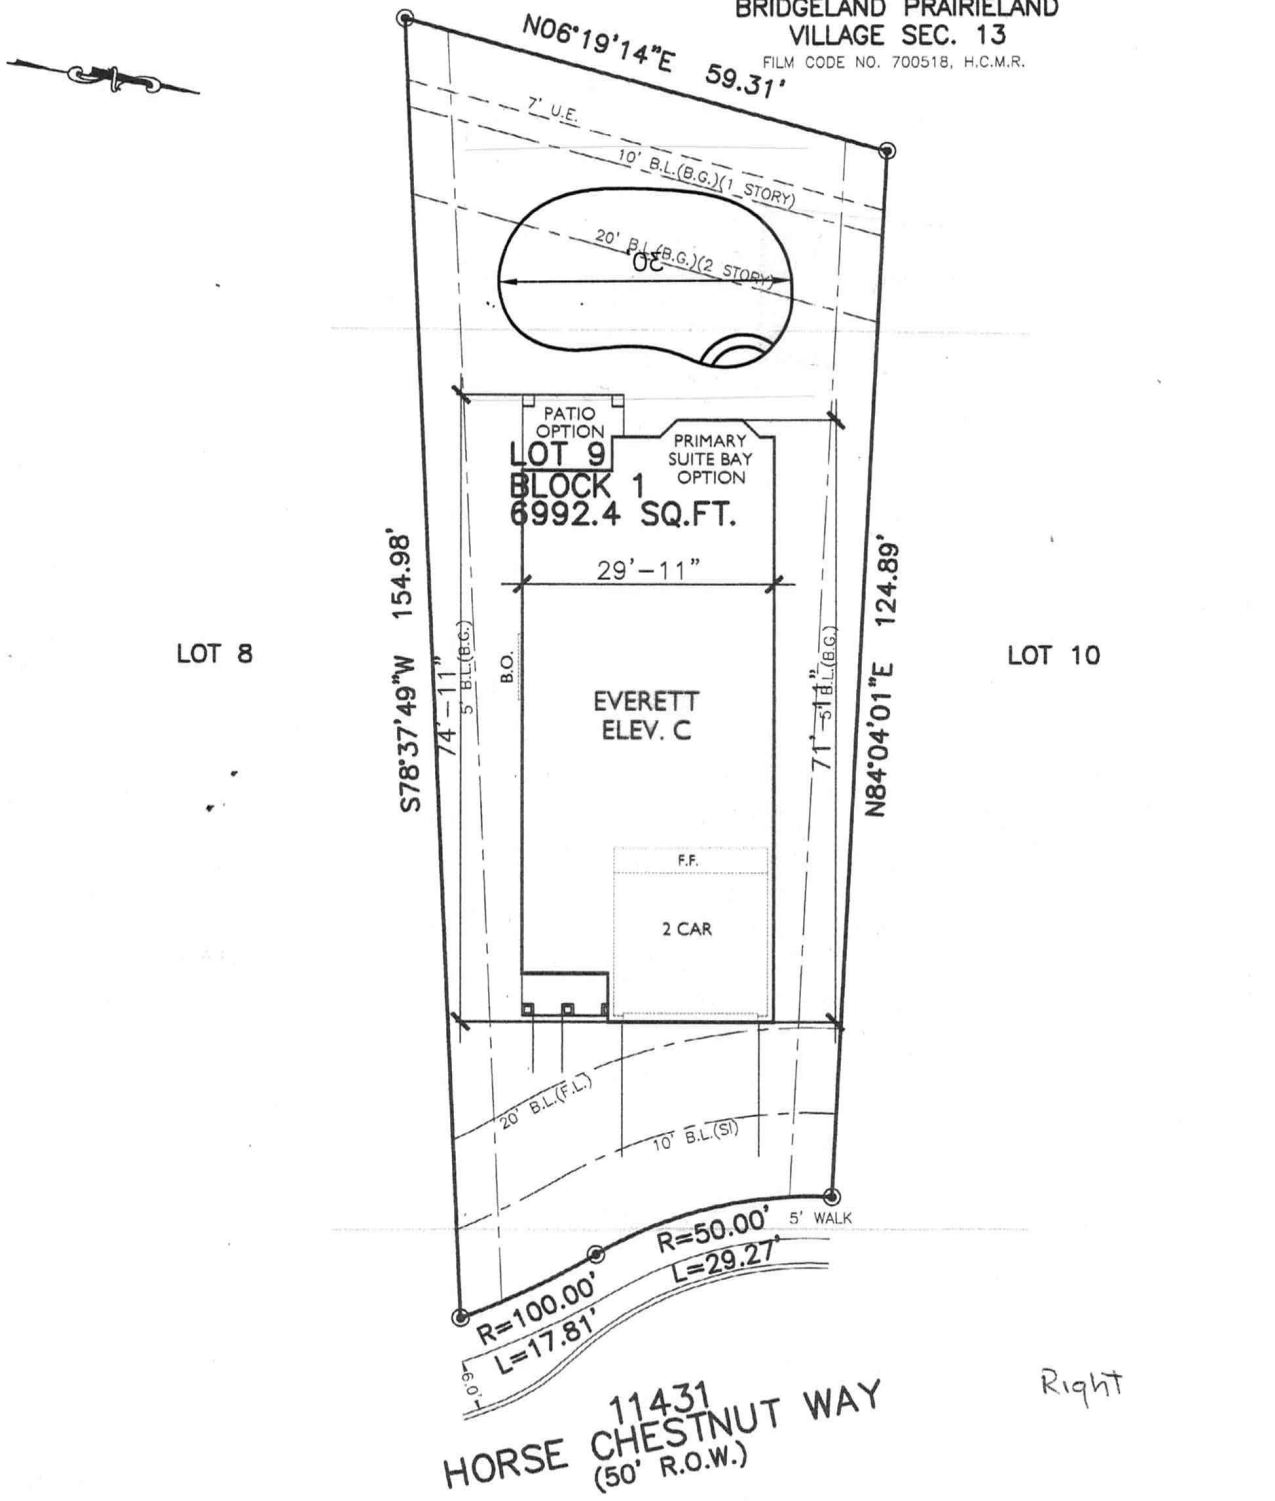 BRIDGELAND PRAIRIELAND
VILLAGE SEC. 13
FILM CODE NO. 700518, H.C.M.R.
N06°19'14"E 59.31'
7' U.E.
10' B.L.(B.G.)(1 STORY)
20' B.L.(B.G.)(2 STORY)
30'
PATIO
OPTION
PRIMARY
SUITE BAY
OPTION
LOT 9
BLOCK 1
6992.4 SQ.FT.
29'-11"
S78°37'49"W 154.98'
74'-11"
5' B.L.(B.G.)
B.O.
LOT 8
EVERETT
ELEV. C
71'-11"
5' B.L.(B.G.)
N84°04'01"E 124.89'
LOT 10
F.F.
2 CAR
20' B.L.(F.L.)
10' B.L.(SI)
R=50.00'
L=29.27'
5' WALK
R=100.00'
L=17.81'
6.0'
11431
HORSE CHESTNUT WAY
(50' R.O.W.)
Right